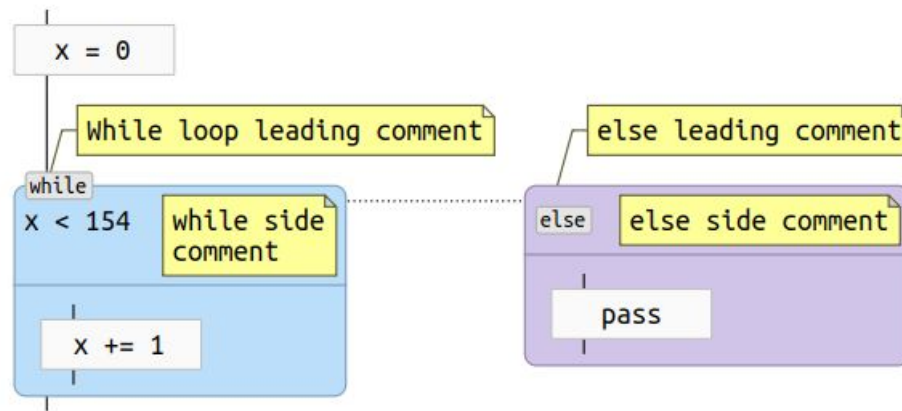 x = 0
While loop leading comment
else leading comment
while
x < 154
while side
comment
else
else side comment
x += 1
pass